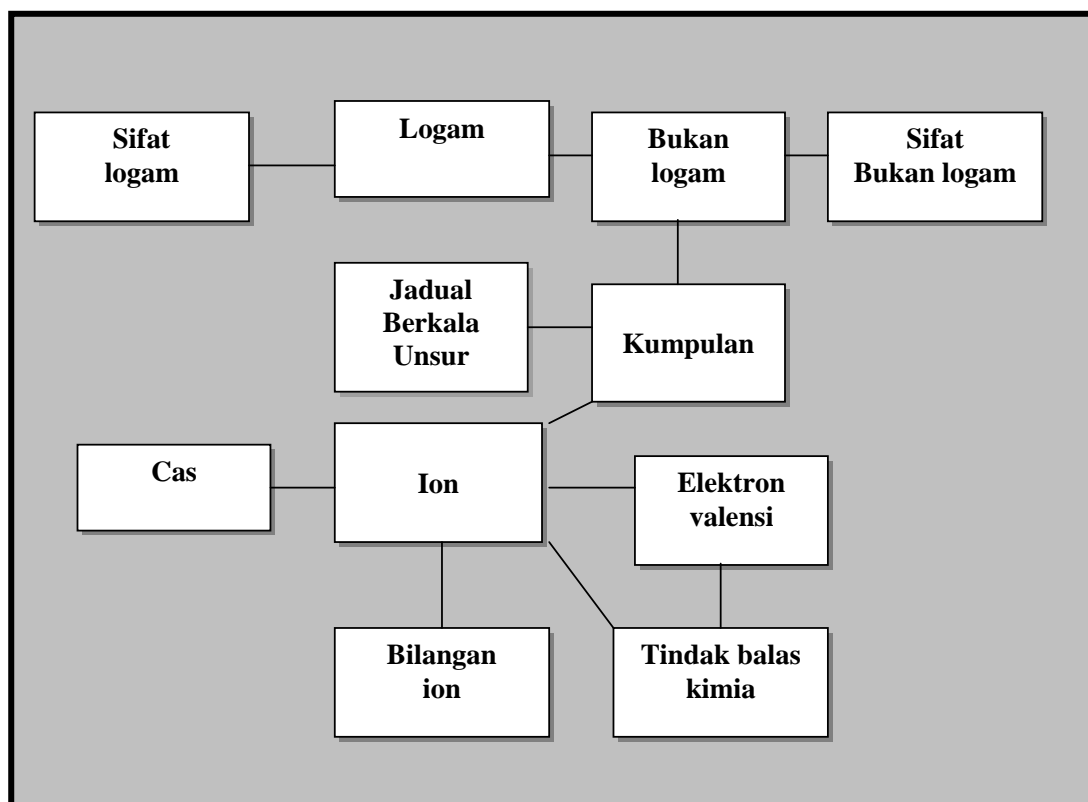 Sifat
logam
Logam
Bukan
logam
Sifat
Bukan logam
Jadual
Berkala
Unsur
Kumpulan
Cas
Ion
Elektron
valensi
Bilangan
ion
Tindak balas
kimia